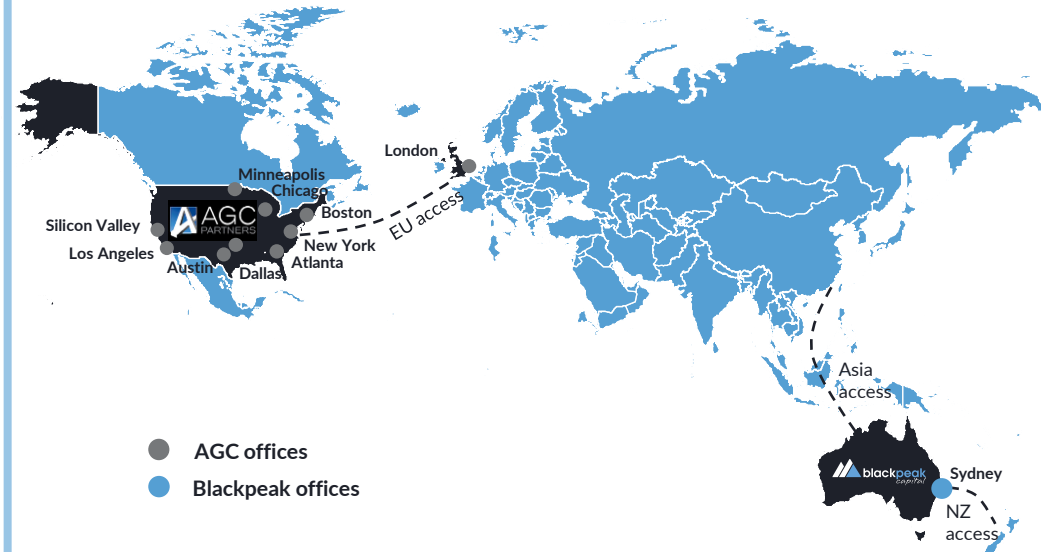 London
Minneapolis
Chicago
Boston
AGC
PARTNERS
Silicon Valley
EU access
New York
Los Angeles
Atlanta
Austin
Dallas
Asia
access
AGC offices
Blackpeak offices
blackpeak
capital
Sydney
NZ
access